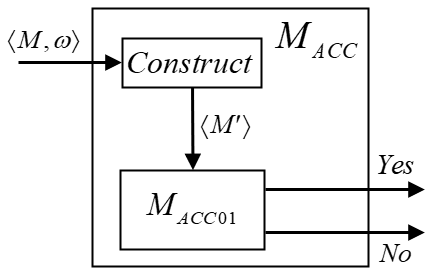 ⟨M, ω⟩
Construct
M_ACC
⟨M′⟩
M_ACC01
Yes
No